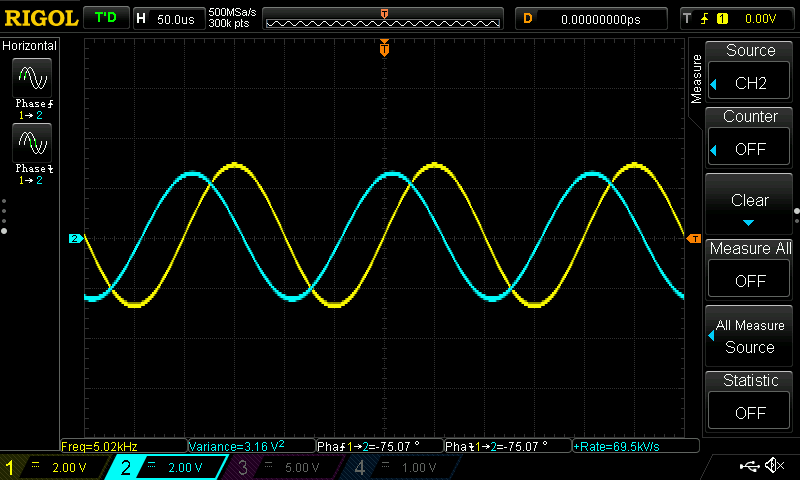 RIGOL T'D H 50.0us 500MSa/s 300k pts T D 0.00000000ps T 1 0.00V
Horizontal
Phase
1→2
Phase
1→2
T
2
T
Measure
Source
CH2
Counter
OFF
Clear
Measure All
OFF
All Measure
Source
Statistic
OFF
Freq=5.02kHz Variance=3.16 V² Pha1→2=-75.07 ° Pha1→2=-75.07 ° +Rate=69.5kV/s
1 2.00 V 2 2.00 V 3 5.00 V 4 1.00 V